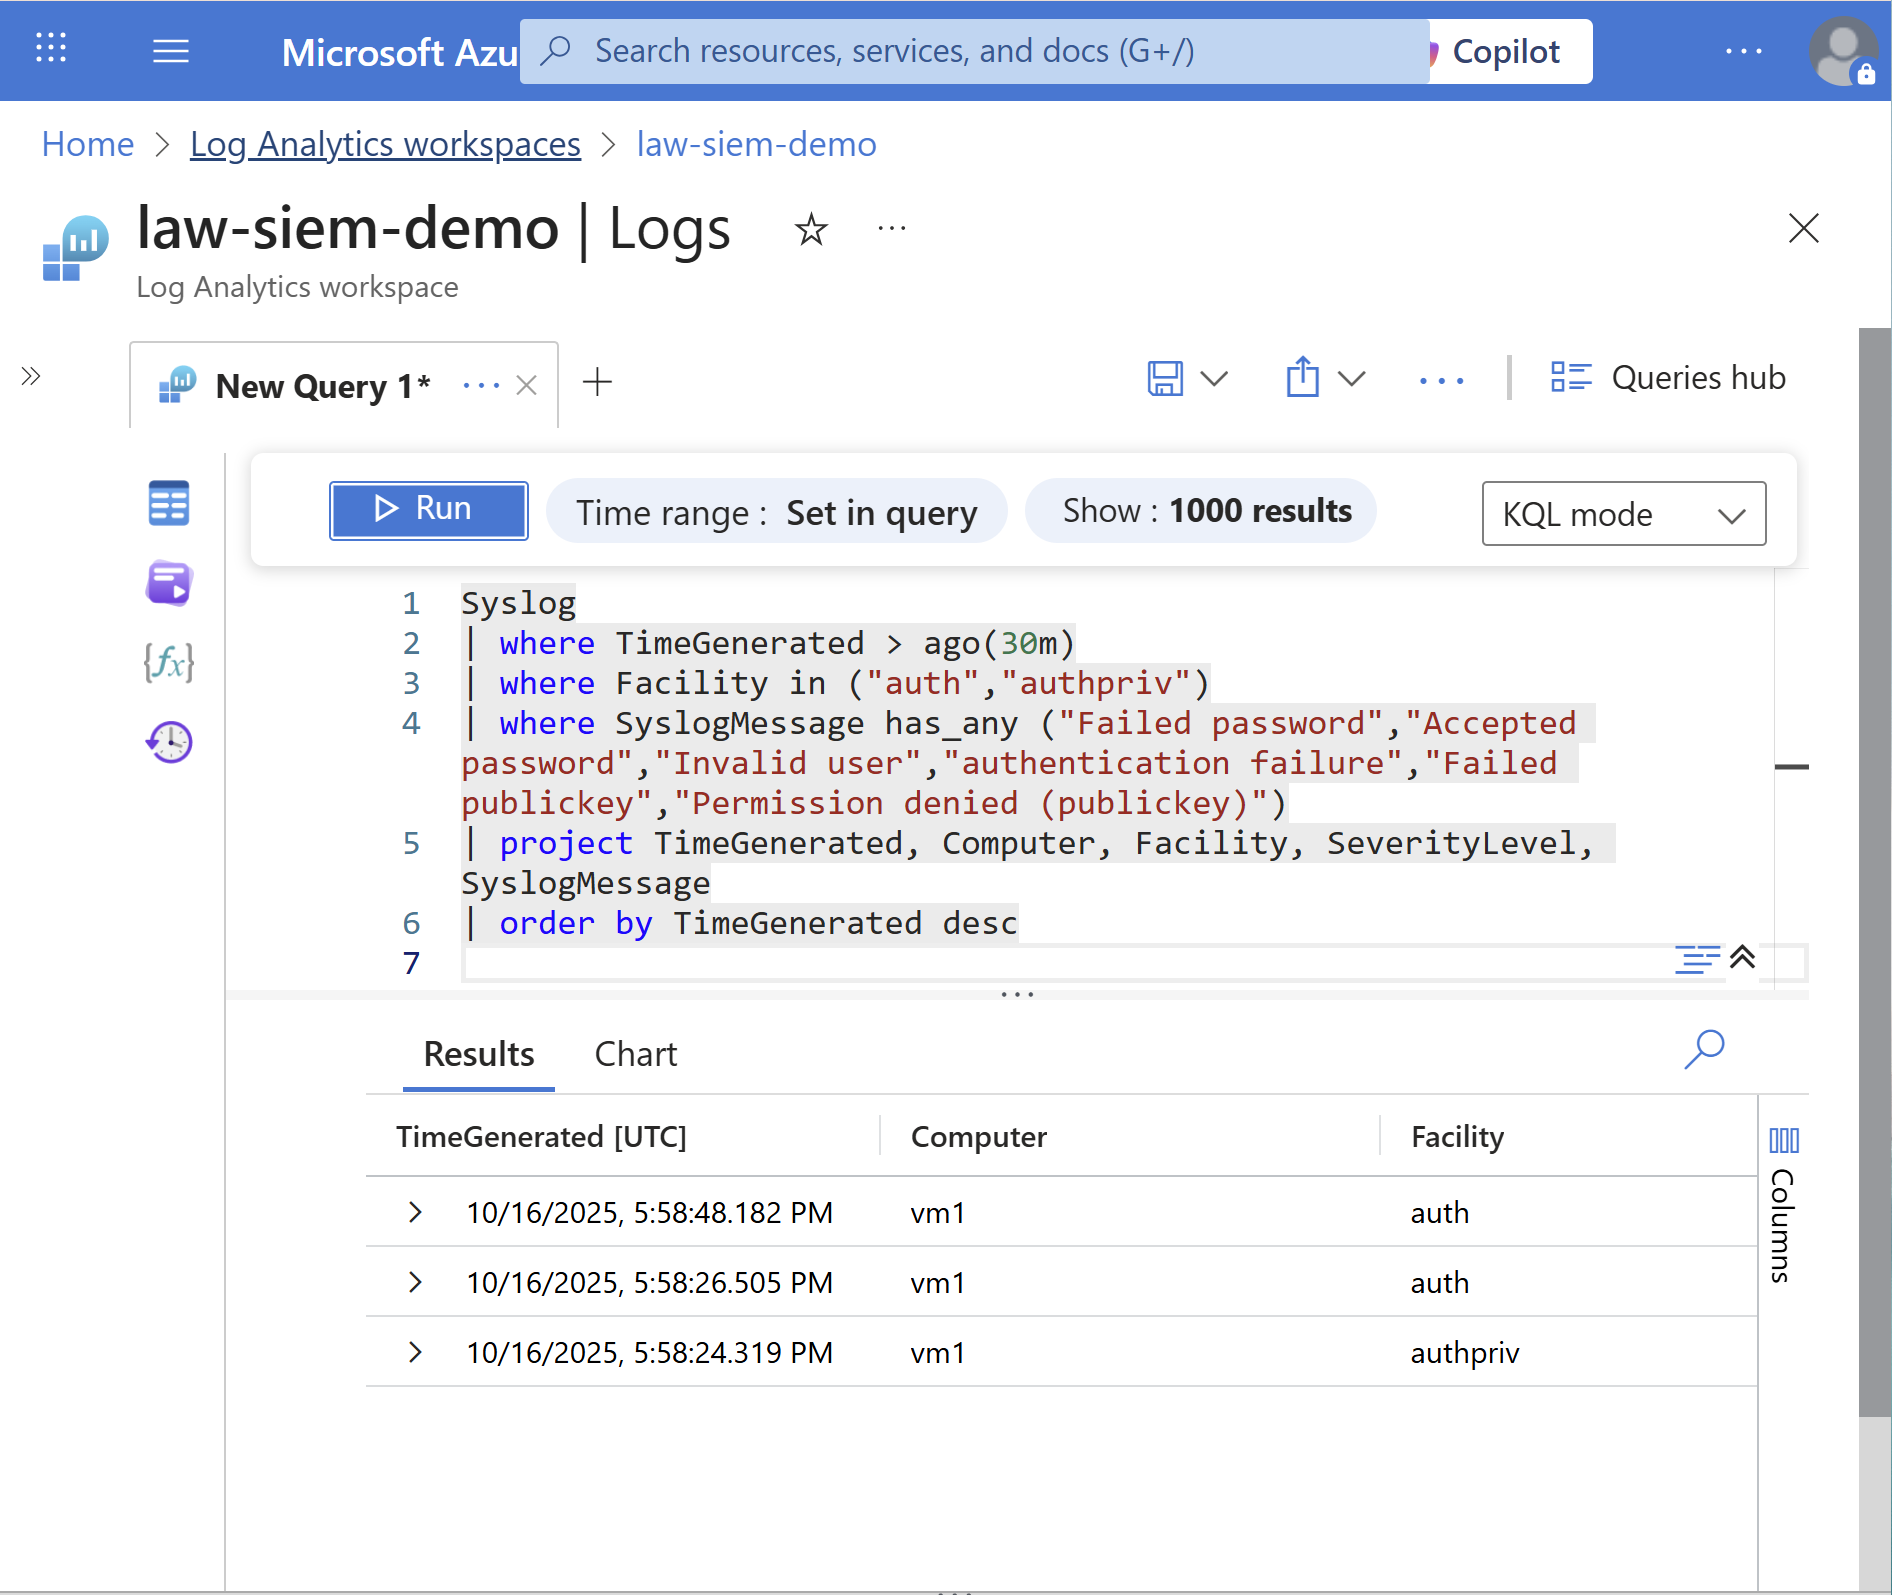 Microsoft Azu
Search resources, services, and docs (G+/)
Copilot
Home > Log Analytics workspaces > law-siem-demo
law-siem-demo | Logs
Log Analytics workspace
New Query 1*
Queries hub
Run
Time range : Set in query
Show : 1000 results
KQL mode
1 Syslog
2 | where TimeGenerated > ago(30m)
3 | where Facility in ("auth","authpriv")
4 | where SyslogMessage has_any ("Failed password","Accepted
password","Invalid user","authentication failure","Failed
publickey","Permission denied (publickey)")
5 | project TimeGenerated, Computer, Facility, SeverityLevel,
SyslogMessage
6 | order by TimeGenerated desc
7
Results Chart
TimeGenerated [UTC] Computer Facility
10/16/2025, 5:58:48.182 PM vm1 auth
10/16/2025, 5:58:26.505 PM vm1 auth
10/16/2025, 5:58:24.319 PM vm1 authpriv
Columns